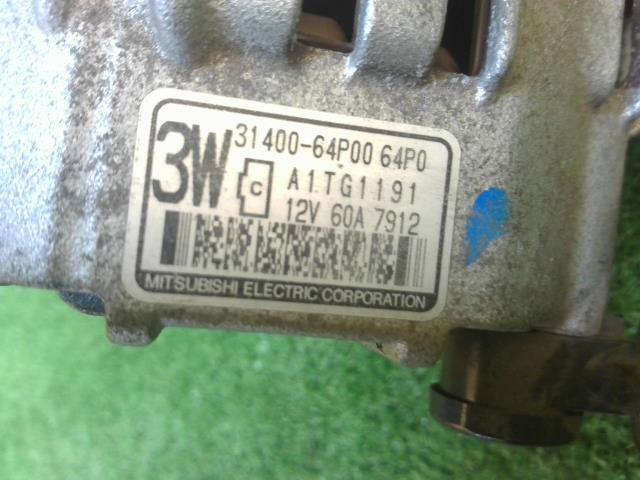 3W
31400-64P00 64P0
C
A1TG1191
12V 60A 7912
MITSUBISHI ELECTRIC CORPORATION